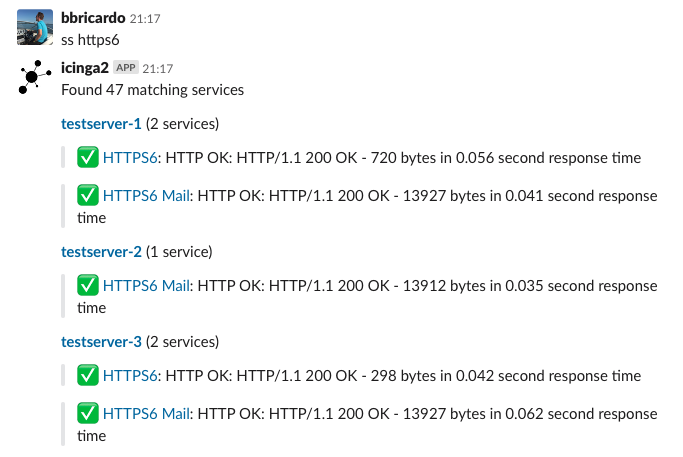 bbricardo 21:17
ss https6
icinga2 APP 21:17
Found 47 matching services
testserver-1 (2 services)
HTTPS6: HTTP OK: HTTP/1.1 200 OK - 720 bytes in 0.056 second response time
HTTPS6 Mail: HTTP OK: HTTP/1.1 200 OK - 13927 bytes in 0.041 second response
time
testserver-2 (1 service)
HTTPS6 Mail: HTTP OK: HTTP/1.1 200 OK - 13912 bytes in 0.035 second response
time
testserver-3 (2 services)
HTTPS6: HTTP OK: HTTP/1.1 200 OK - 298 bytes in 0.042 second response time
HTTPS6 Mail: HTTP OK: HTTP/1.1 200 OK - 13927 bytes in 0.062 second response
time